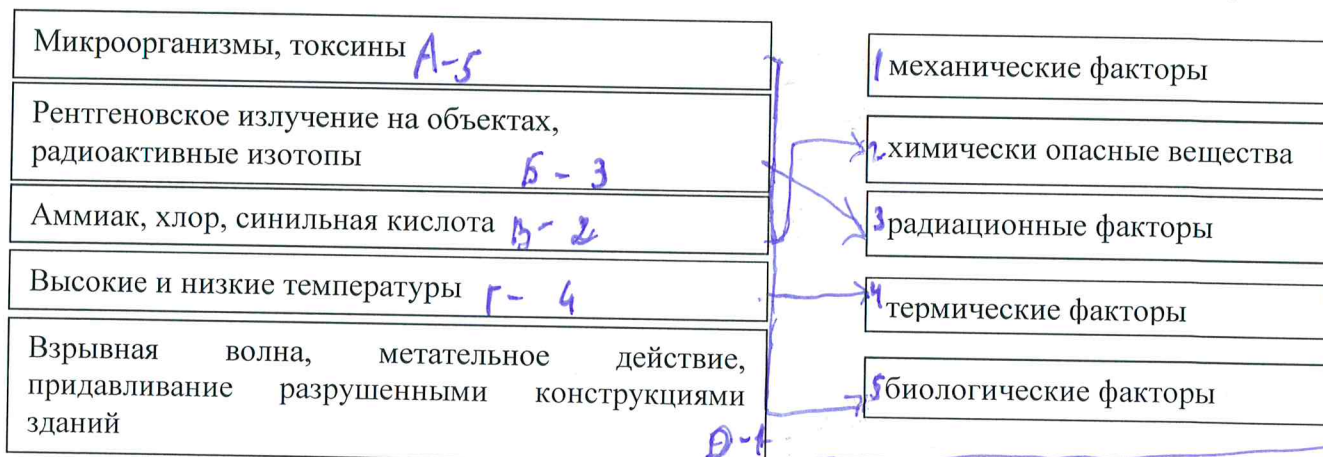 Микроорганизмы, токсины А-5
Рентгеновское излучение на объектах,
радиоактивные изотопы Б - 3
Аммиак, хлор, синильная кислота В - 2
Высокие и низкие температуры Г - 4
Взрывная волна, метательное действие,
придавливание разрушенными конструкциями
зданий
Д-1
1 механические факторы
2 химически опасные вещества
3 радиационные факторы
4 термические факторы
5 биологические факторы